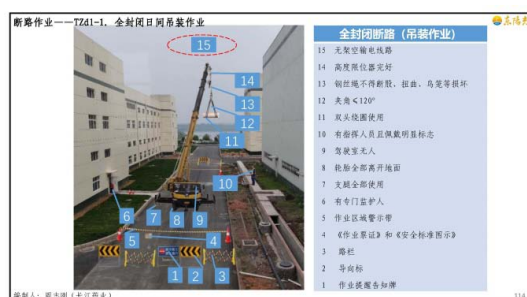 断路作业——TZdl-1. 全封闭日间吊装作业
全封闭断路（吊装作业）
15 无架空输电线路
14 高度限位器完好
13 钢丝绳不得断股、扭曲、鸟笼等损坏
12 夹角≤120°
11 双头绕圈使用
10 有指挥人员且佩戴明显标志
9 驾驶室无人
8 轮胎全部离开地面
7 支腿全部使用
6 有专门监护人
5 作业区域警示带
4 《作业票证》和《安全标准图示》
3 路栏
2 导向标
1 作业提醒告知牌
15
14
13
12
11
10
6
7
8
9
5
4
1
2
3